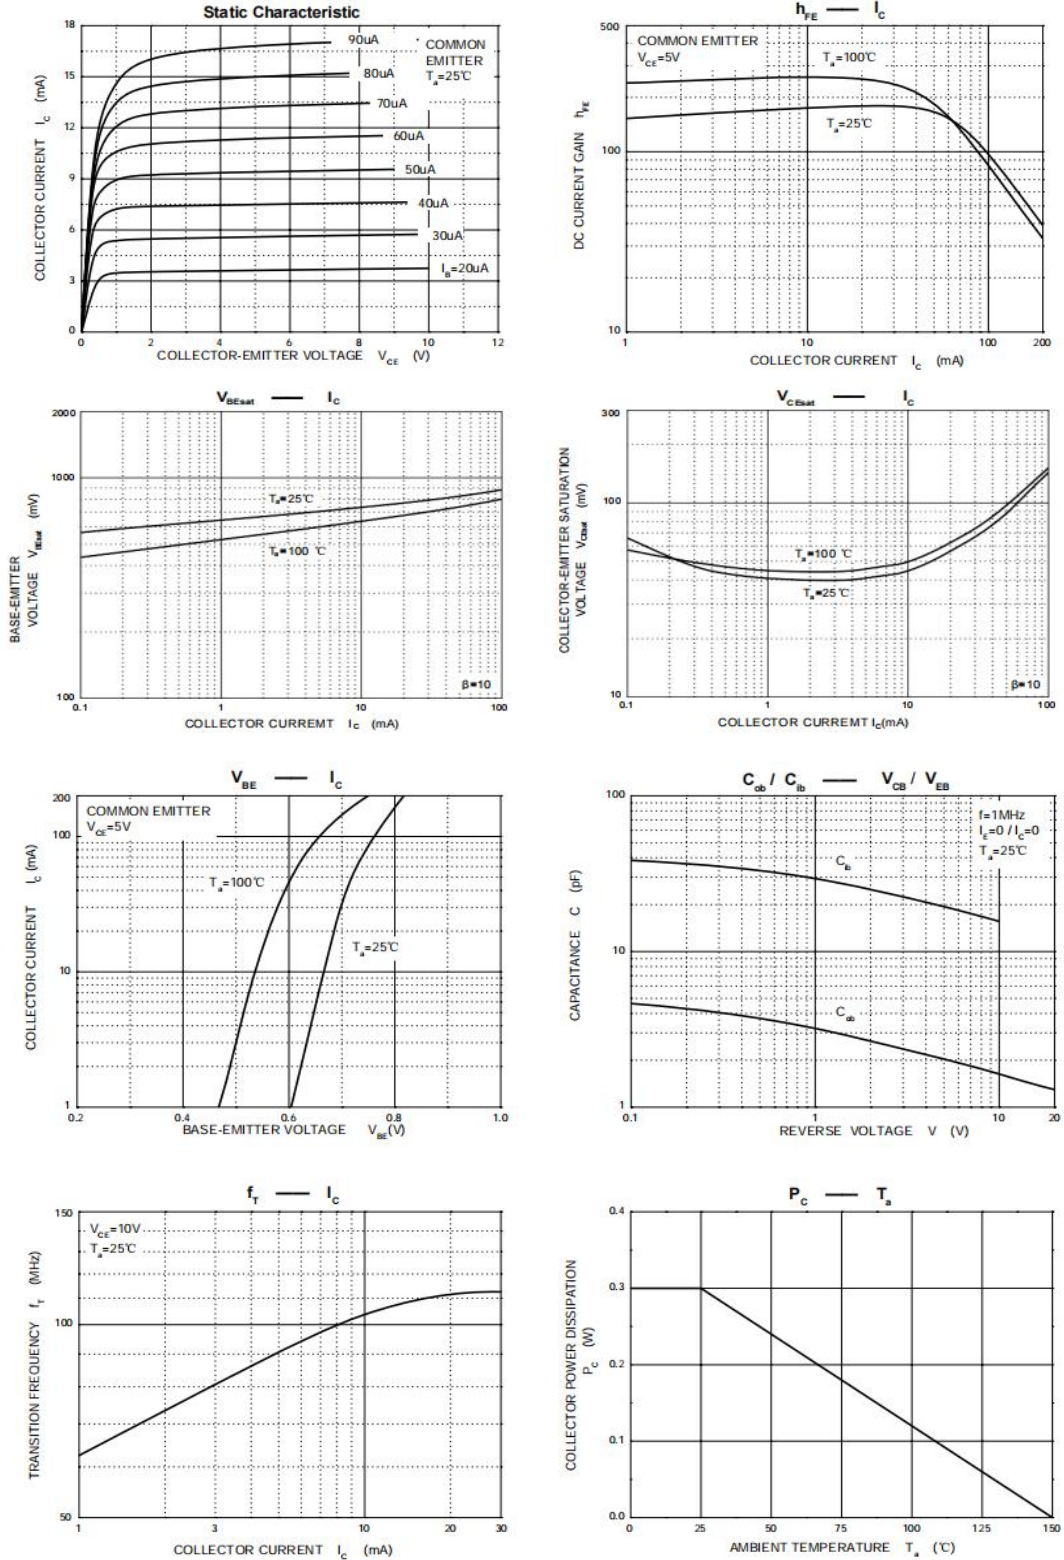 Static Characteristic
COLLECTOR CURRENT I_C (mA)
18
15
12
9
6
3
0
90uA
80uA
70uA
60uA
50uA
40uA
30uA
I_B=20uA
COMMON
EMITTER
T_a=25℃
0 2 4 6 8 10 12
COLLECTOR-EMITTER VOLTAGE V_CE (V)
h_FE —— I_C
DC CURRENT GAIN h_FE
500
100
10
COMMON EMITTER
V_CE=5V
T_a=100℃
T_a=25℃
1 10 100 200
COLLECTOR CURRENT I_C (mA)
V_BEsat —— I_C
BASE-EMITTER
VOLTAGE V_BEsat (mV)
2000
1000
100
T_a=25℃
T_a=100 ℃
β=10
0.1 1 10 100
COLLECTOR CURREMT I_C (mA)
V_CEsat —— I_C
COLLECTOR-EMITTER SATURATION
VOLTAGE V_CEsat (mV)
300
100
10
T_a=100℃
T_a=25℃
β=10
0.1 1 10 100
COLLECTOR CURREMT I_C(mA)
V_BE —— I_C
COLLECTOR CURRENT I_C (mA)
200
100
10
1
COMMON EMITTER
V_CE=5V
T_a=100℃
T_a=25℃
0.2 0.4 0.6 0.8 1.0
BASE-EMITTER VOLTAGE V_BE(V)
C_ob / C_ib —— V_CB / V_EB
CAPACITANCE C (pF)
100
10
1
f=1MHz
I_E=0 / I_C=0
T_a=25℃
C_ib
C_ob
0.1 1 10 20
REVERSE VOLTAGE V (V)
f_T —— I_C
TRANSITION FREQUENCY f_T (MHz)
150
100
50
V_CE=10V
T_a=25℃
1 3 10 20 30
COLLECTOR CURRENT I_C (mA)
P_C —— T_a
COLLECTOR POWER DISSIPATION
P_C (W)
0.4
0.3
0.2
0.1
0.0
0 25 50 75 100 125 150
AMBIENT TEMPERATURE T_a (℃)